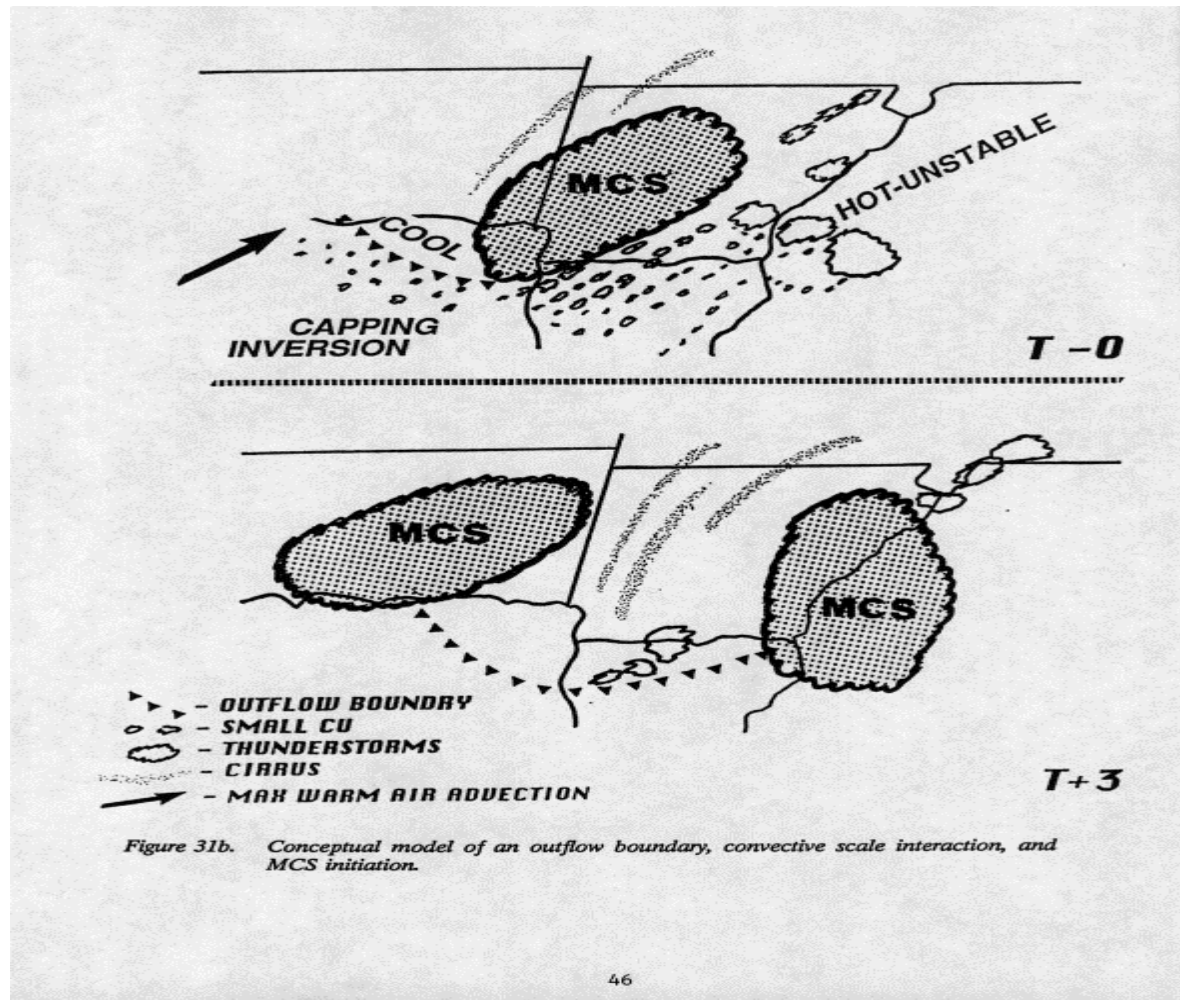 MCS
COOL
HOT-UNSTABLE
CAPPING
INVERSION
T -0
MCS
MCS
- OUTFLOW BOUNDRY
- SMALL CU
- THUNDERSTORMS
- CIRRUS
- MAX WARM AIR ADVECTION
T+3
Figure 31b. Conceptual model of an outflow boundary, convective scale interaction, and
MCS initiation.
46